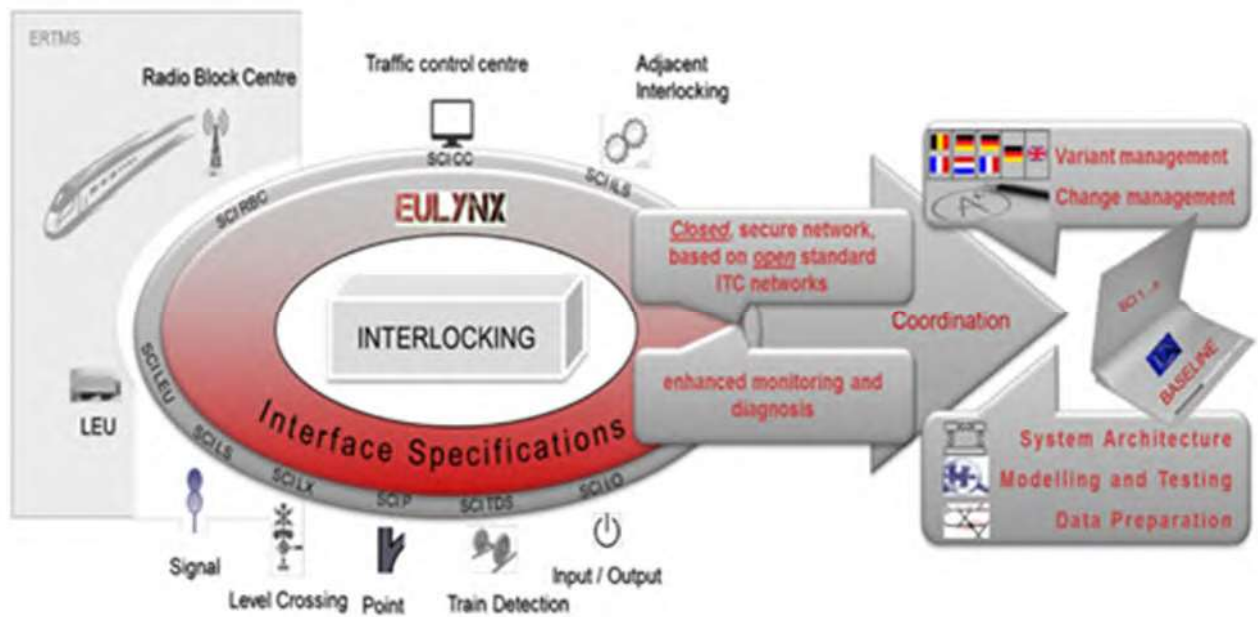 ERTMS
Radio Block Centre
Traffic control centre
Adjacent
Interlocking
SCI RBC
SCI CC
SCI ILS
EULYNX
INTERLOCKING
Interface Specifications
SCI LEU
SCI LS
SCI LX
SCI P
SCI TDS
SCI IO
LEU
Signal
Level Crossing
Point
Train Detection
Input / Output
Closed, secure network,
based on open standard
ITC networks
enhanced monitoring and
diagnosis
Coordination
Variant management
Change management
A+
SCI 1...n
BASELINE
System Architecture
Modelling and Testing
Data Preparation